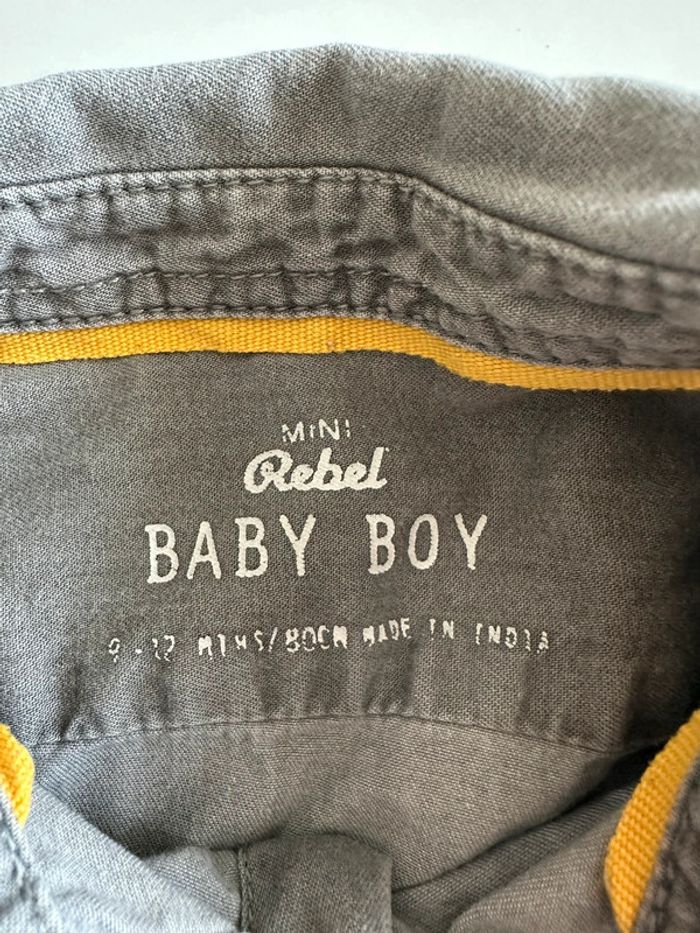 MINI
Rebel
BABY BOY
9-12 MTHS/80CM MADE IN INDIA